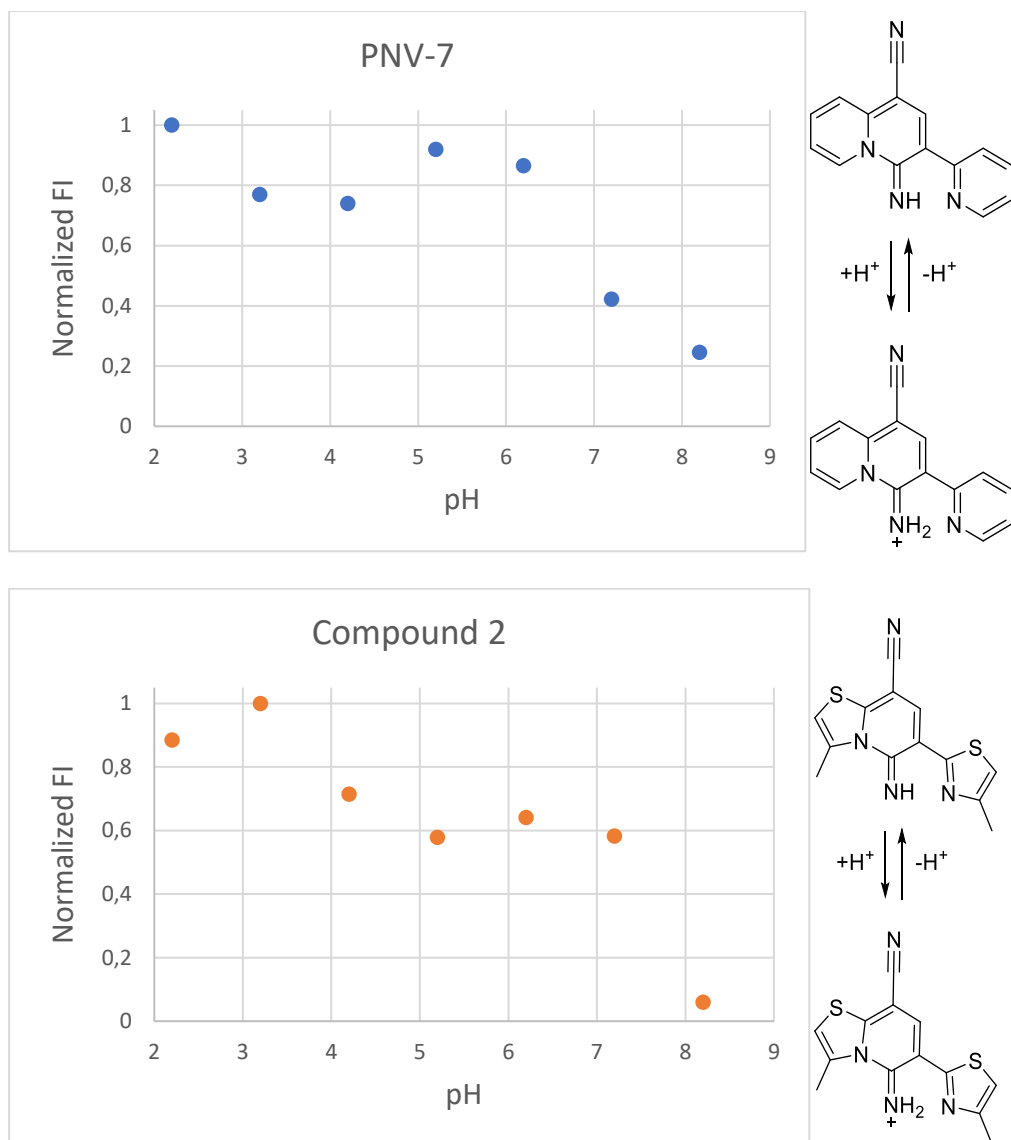 PNV-7
Normalized FI
1
0,8
0,6
0,4
0,2
0
2 3 4 5 6 7 8 9
pH
N
N
NH
N
+H+ -H+
N
N
NH2
+
N
Compound 2
Normalized FI
1
0,8
0,6
0,4
0,2
0
2 3 4 5 6 7 8 9
pH
N
S
N
S
NH
N
+H+ -H+
N
S
N
S
NH2
+
N